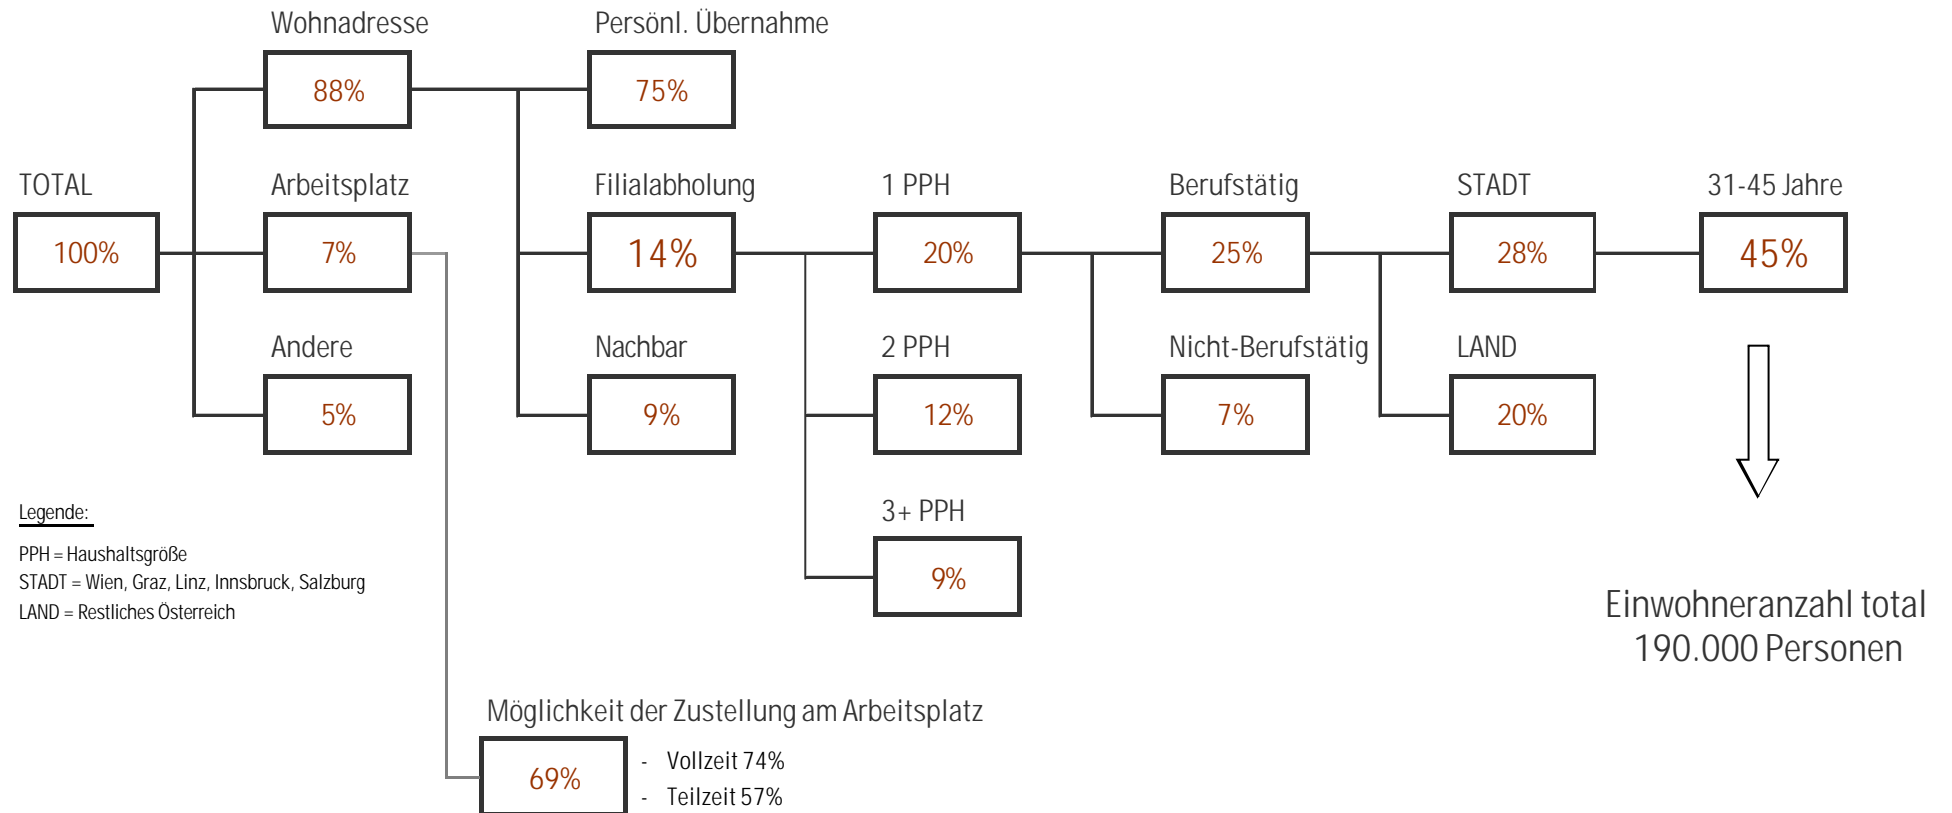 Wohnadresse
Persönl. Übernahme
88%
75%
TOTAL
Arbeitsplatz
Filialabholung
1 PPH
Berufstätig
STADT
31-45 Jahre
100%
7%
14%
20%
25%
28%
45%
Andere
Nachbar
2 PPH
Nicht-Berufstätig
LAND
5%
9%
12%
7%
20%
3+ PPH
9%
Legende:
PPH = Haushaltsgröße
STADT = Wien, Graz, Linz, Innsbruck, Salzburg
LAND = Restliches Österreich
Einwohneranzahl total
190.000 Personen
Möglichkeit der Zustellung am Arbeitsplatz
69%
- Vollzeit 74%
- Teilzeit 57%